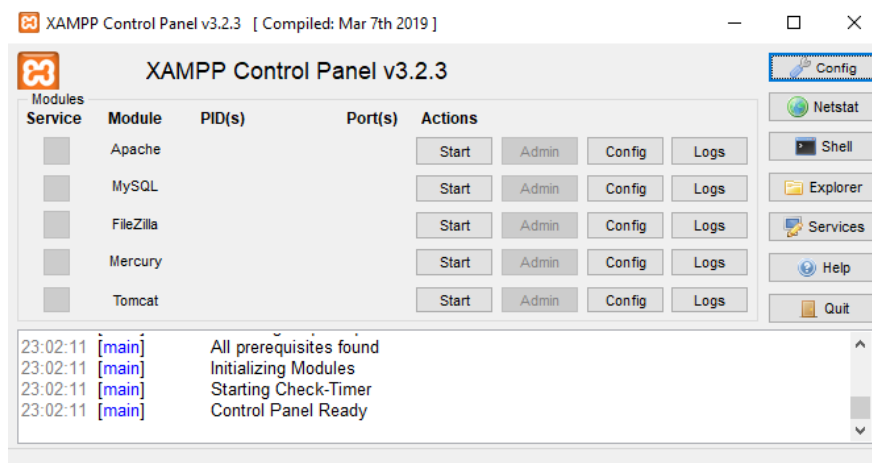 XAMPP Control Panel v3.2.3 [ Compiled: Mar 7th 2019 ]
XAMPP Control Panel v3.2.3
Config
Modules
Service Module PID(s) Port(s) Actions
Netstat
Apache Start Admin Config Logs
Shell
MySQL Start Admin Config Logs
Explorer
FileZilla Start Admin Config Logs
Services
Mercury Start Admin Config Logs
Help
Tomcat Start Admin Config Logs
Quit
23:02:11 [main] All prerequisites found
23:02:11 [main] Initializing Modules
23:02:11 [main] Starting Check-Timer
23:02:11 [main] Control Panel Ready